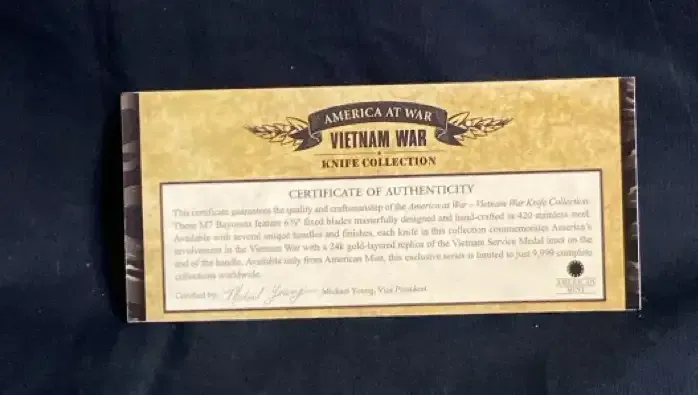 AMERICA AT WAR
VIETNAM WAR
KNIFE COLLECTION
CERTIFICATE OF AUTHENTICITY
This certificate guarantees the quality and craftsmanship of the America at War – Vietnam War Knife Collection.
These M7 Bayonets feature 6¾" fixed blades masterfully designed and hand-crafted in 420 stainless steel.
Available with several unique handles and finishes, each knife in this collection commemorates America's
involvement in the Vietnam War with a 24k gold-layered replica of the Vietnam Service Medal inset on the
end of the handle. Available only from American Mint, this exclusive series is limited to just 9,999 complete
collections worldwide.
Certified by: Michael Young Michael Young, Vice President
AMERICAN
MINT